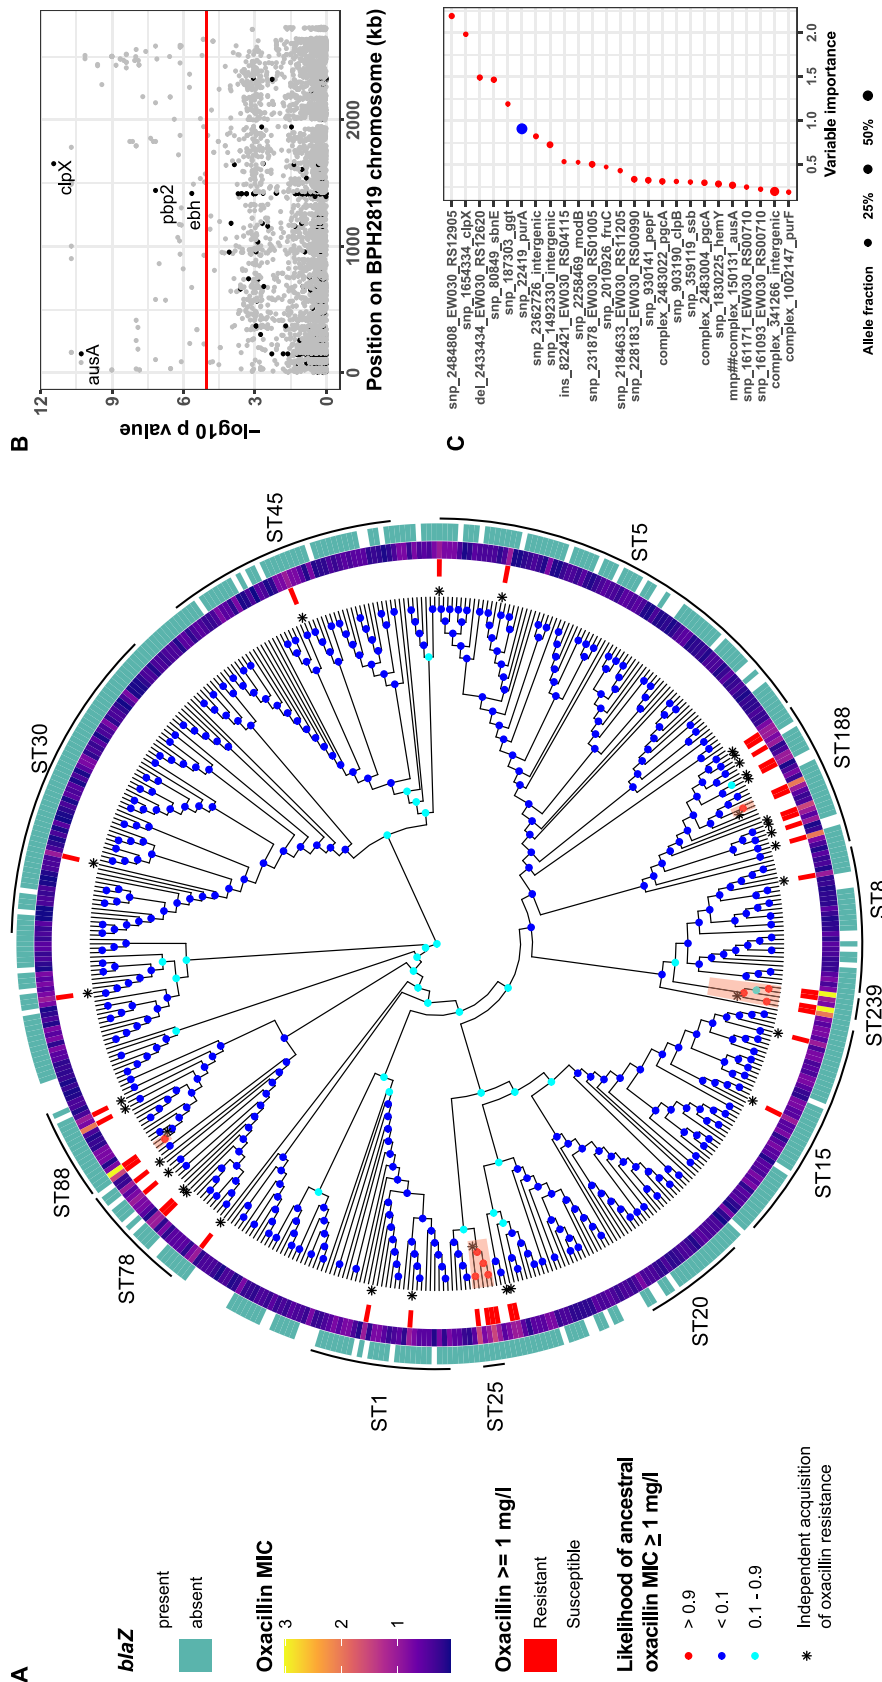 A
blaZ
present
absent
Oxacillin MIC
3
2
1
Oxacillin >= 1 mg/l
Resistant
Susceptible
Likelihood of ancestral
oxacillin MIC ≥ 1 mg/l
> 0.9
< 0.1
0.1 - 0.9
Independent acquisition
of oxacillin resistance
ST30
ST45
ST5
ST188
ST8
ST239
ST15
ST20
ST25
ST1
ST78
ST88
B
12
9
6
3
0
−log10 p value
ausA
clpX
pbp2
ebh
0
1000
2000
Position on BPH2819 chromosome (kb)
C
snp_2484808_EW030_RS12905
snp_1654334_clpX
del_2433434_EW030_RS12620
snp_80849_sbnE
snp_187303_ggt
snp_22419_purA
snp_2362726_intergenic
snp_1492330_intergenic
ins_822421_EW030_RS04115
snp_2258469_modB
snp_231878_EW030_RS01005
snp_2010926_fruC
snp_2184633_EW030_RS11205
snp_228183_EW030_RS00990
snp_930141_pepF
complex_2483022_pgcA
snp_903190_clpB
snp_359119_ssb
complex_2483004_pgcA
snp_1830225_hemY
mnp##complex_150131_ausA
snp_161171_EW030_RS00710
snp_161093_EW030_RS00710
complex_341266_intergenic
complex_1002147_purF
0.5
1.0
1.5
2.0
Variable importance
Allele fraction
25%
50%